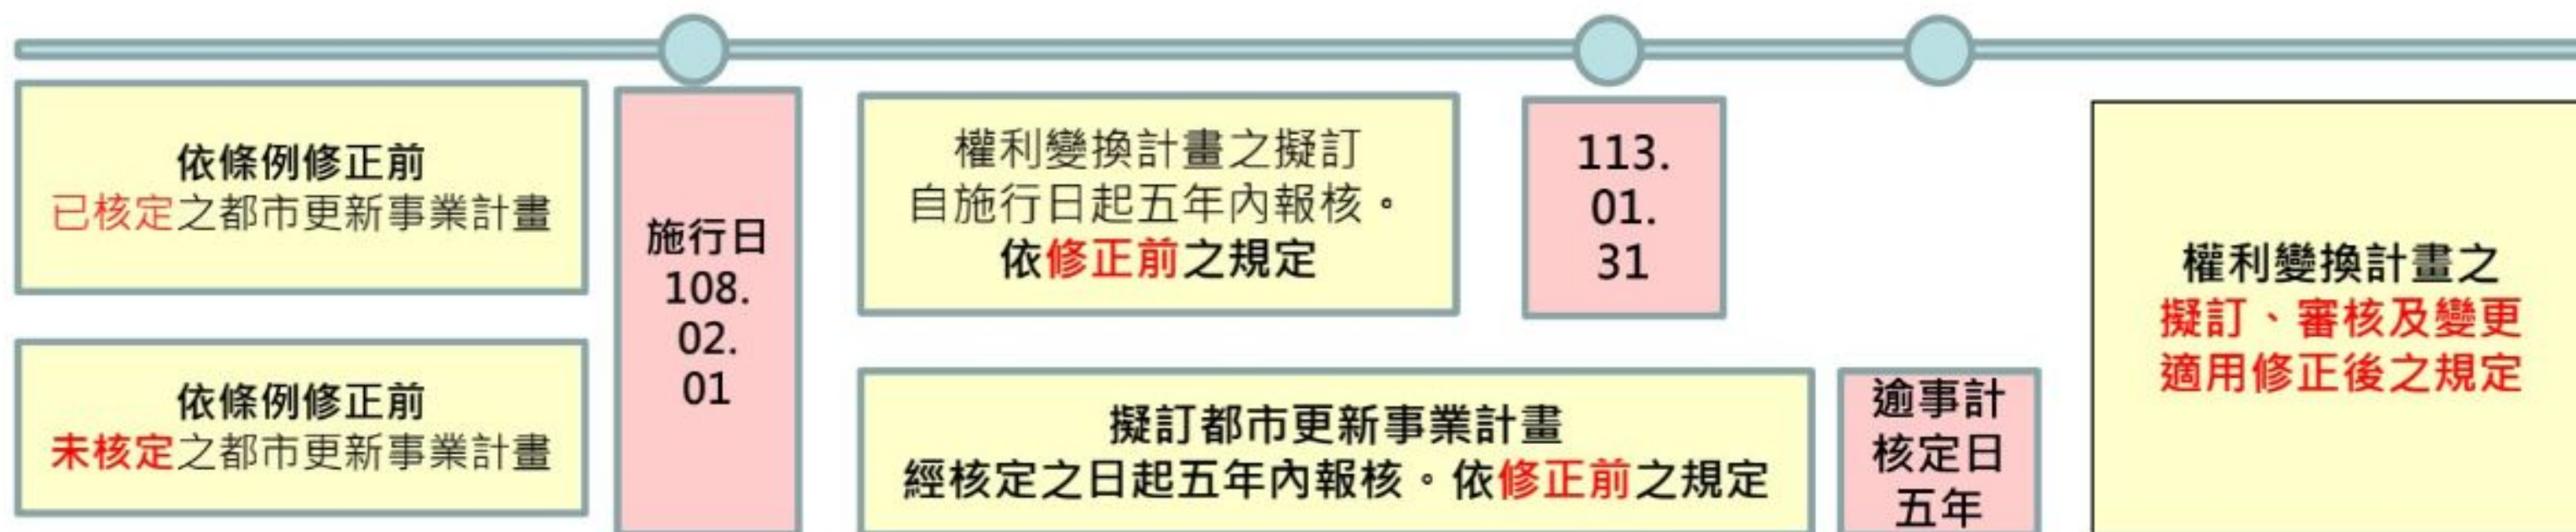 依條例修正前
已核定之都市更新事業計畫
依條例修正前
未核定之都市更新事業計畫
施行日
108.
02.
01
權利變換計畫之擬訂
自施行日起五年內報核。
依修正前之規定
113.
01.
31
擬訂都市更新事業計畫
經核定之日起五年內報核。依修正前之規定
逾事計
核定日
五年
權利變換計畫之
擬訂、審核及變更
適用修正後之規定